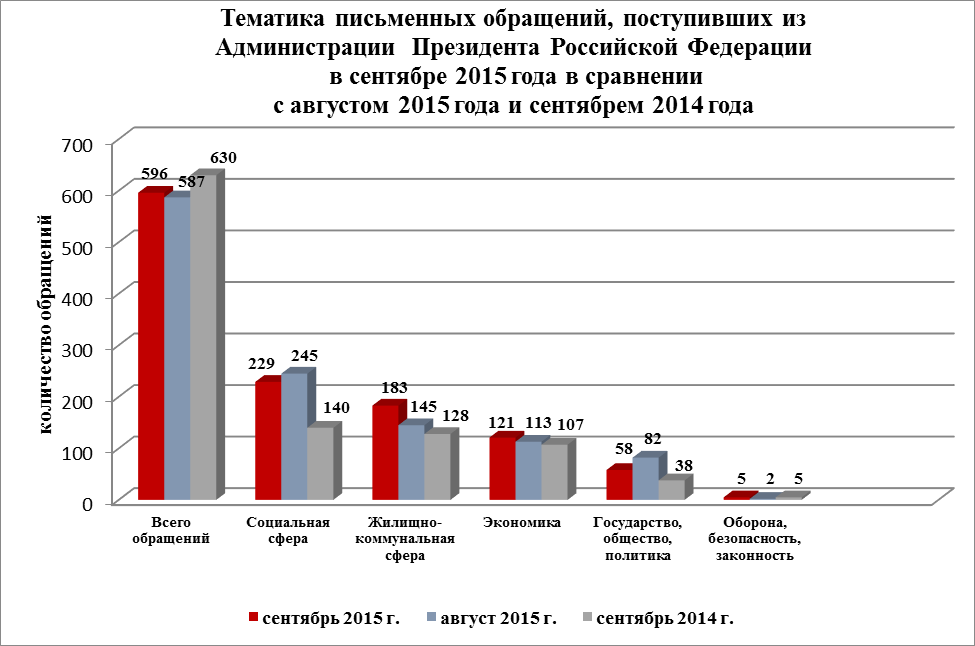 Тематика письменных обращений, поступивших из
Администрации Президента Российской Федерации
в сентябре 2015 года в сравнении
с августом 2015 года и сентябрем 2014 года
количество обращений
700
600
500
400
300
200
100
0
596 587 630
229 245 140
183 145 128
121 113 107
58 82 38
5 2 5
Всего
обращений
Социальная
сфера
Жилищно-
коммунальная
сфера
Экономика
Государство,
общество,
политика
Оборона,
безопасность,
законность
сентябрь 2015 г. август 2015 г. сентябрь 2014 г.